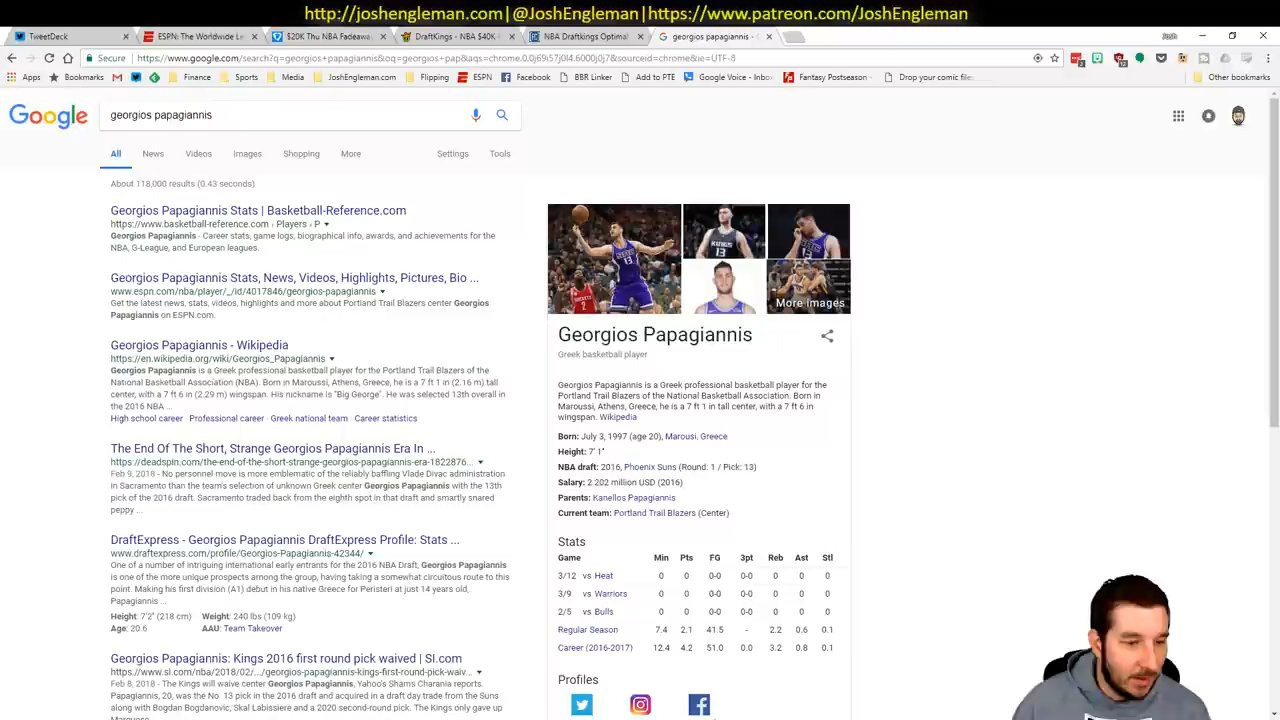 http://joshengleman.com|@JoshEngleman|https://www.patreon.com/JoshEngleman
TweetDeck
ESPN: The Worldwide L
$20K Thu NBA Fadeawa
DraftKings - NBA $40K
NBA Draftkings Optimal
georgios papagiannis -
Josh
Secure
https://www.google.com/search?q=georgios+papagiannis&oq=georgios+pap&aqs=chrome.0.0j69i57j0l4.6000j0j7&sourceid=chrome&ie=UTF-8
Apps
Bookmarks
Finance
Sports
Media
JoshEngleman.com
Flipping
ESPN
Facebook
BBR Linker
Add to PTE
Google Voice - Inbox
Fantasy Postseason
Drop your comic files
Other bookmarks
Google
georgios papagiannis
All
News
Videos
Images
Shopping
More
Settings
Tools
About 118,000 results (0.43 seconds)
Georgios Papagiannis Stats | Basketball-Reference.com
https://www.basketball-reference.com › Players › P
Georgios Papagiannis - Career stats, game logs, biographical info, awards, and achievements for the
NBA, G-League, and European leagues.
Georgios Papagiannis Stats, News, Videos, Highlights, Pictures, Bio ...
www.espn.com/nba/player/_/id/4017846/georgios-papagiannis
Get the latest news, stats, videos, highlights and more about Portland Trail Blazers center Georgios
Papagiannis on ESPN.com.
Georgios Papagiannis - Wikipedia
https://en.wikipedia.org/wiki/Georgios_Papagiannis
Georgios Papagiannis is a Greek professional basketball player for the Portland Trail Blazers of the
National Basketball Association (NBA). Born in Maroussi, Athens, Greece, he is a 7 ft 1 in (2.16 m) tall
center, with a 7 ft 6 in (2.29 m) wingspan. His nickname is "Big George". He was selected 13th overall in
the 2016 NBA ...
High school career · Professional career · Greek national team · Career statistics
The End Of The Short, Strange Georgios Papagiannis Era In ...
https://deadspin.com/the-end-of-the-short-strange-georgios-papagiannis-era-1822876...
Feb 9, 2018 - No personnel move is more emblematic of the reliably baffling Vlade Divac administration
in Sacramento than the team's selection of unknown Greek center Georgios Papagiannis with the 13th
pick of the 2016 draft. Sacramento traded back from the eighth spot in that draft and smartly snared
peppy ...
DraftExpress - Georgios Papagiannis DraftExpress Profile: Stats ...
www.draftexpress.com/profile/Georgios-Papagiannis-42344/
One of a number of intriguing international early entrants for the 2016 NBA Draft, Georgios Papagiannis
is one of the more unique prospects among the group, having taking a somewhat circuitous route to this
point. Making his first division (A1) debut in his native Greece for Peristeri at just 14 years old,
Papagiannis ...
Height: 7'2" (218 cm) Weight: 240 lbs (109 kg)
Age: 20.6 AAU: Team Takeover
Georgios Papagiannis: Kings 2016 first round pick waived | SI.com
https://www.si.com/nba/2018/02/.../georgios-papagiannis-kings-first-round-pick-waiv...
Feb 8, 2018 - The Kings will waive center Georgios Papagiannis, Yahoo's Shams Charania reports.
Papagiannis, 20, was the No. 13 pick in the 2016 draft and acquired in a draft day trade from the Suns
along with Bogdan Bogdanovic, Skal Labissiere and a 2020 second-round pick. The Kings only gave up
KINGS
13
More images
Georgios Papagiannis
Greek basketball player
Georgios Papagiannis is a Greek professional basketball player for the
Portland Trail Blazers of the National Basketball Association. Born in
Maroussi, Athens, Greece, he is a 7 ft 1 in tall center, with a 7 ft 6 in
wingspan. Wikipedia
Born: July 3, 1997 (age 20), Marousi, Greece
Height: 7' 1"
NBA draft: 2016, Phoenix Suns (Round: 1 / Pick: 13)
Salary: 2.202 million USD (2016)
Parents: Kanellos Papagiannis
Current team: Portland Trail Blazers (Center)
Stats
Game Min Pts FG 3pt Reb Ast Stl
3/12 vs Heat 0 0 0-0 0-0 0 0 0
3/9 vs Warriors 0 0 0-0 0-0 0 0 0
2/5 vs Bulls 0 0 0-0 0-0 0 0 0
Regular Season 7.4 2.1 41.5 - 2.2 0.6 0.1
Career (2016-2017) 12.4 4.2 51.0 0.0 3.2 0.8 0.1
Profiles